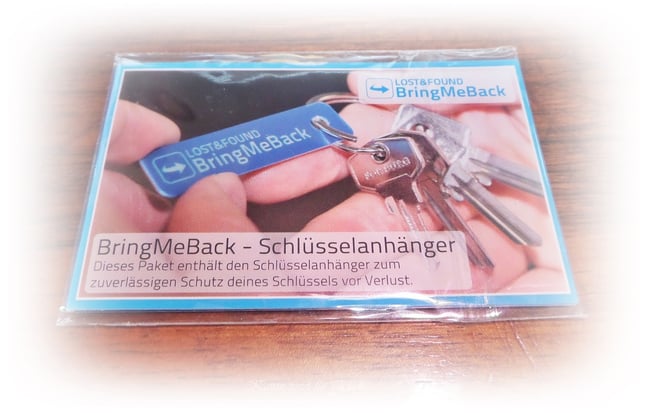 LOST&FOUND
BringMeBack
LOST&FOUND
BringMeBack
BringMeBack - Schlüsselanhänger
Dieses Paket enthält den Schlüsselanhänger zum
zuverlässigen Schutz deines Schlüssels vor Verlust.